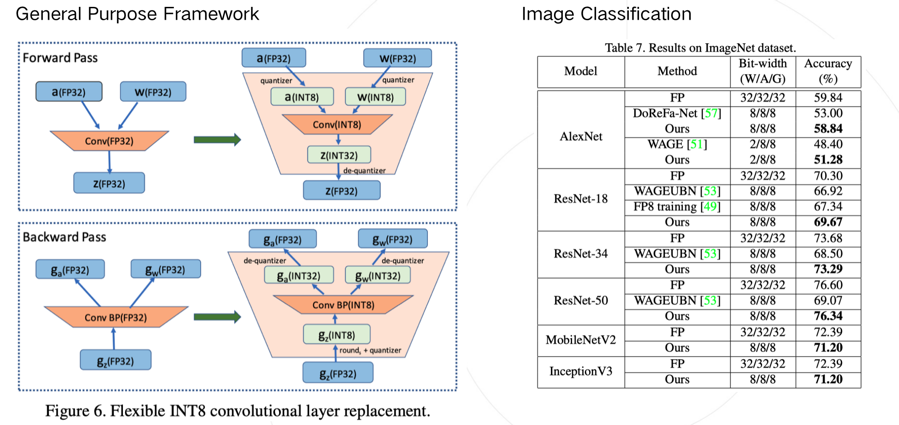 General Purpose Framework
Forward Pass
a(FP32)
w(FP32)
Conv(FP32)
z(FP32)
a(FP32)
w(FP32)
quantizer
quantizer
a(INT8)
w(INT8)
Conv(INT8)
z(INT32)
de-quantizer
z(FP32)
Backward Pass
gₐ(FP32)
g_w(FP32)
Conv BP(FP32)
g_z(FP32)
gₐ(FP32)
g_w(FP32)
de-quantizer
de-quantizer
gₐ(INT32)
g_w(INT32)
Conv BP(INT8)
g_z(INT8)
roundₛ + quantizer
g_z(FP32)
Figure 6. Flexible INT8 convolutional layer replacement.
Image Classification
Table 7. Results on ImageNet dataset.
Model Method Bit-width (W/A/G) Accuracy (%)
AlexNet
FP 32/32/32 59.84
DoReFa-Net [57] 8/8/8 53.00
Ours 8/8/8 58.84
WAGE [51] 2/8/8 48.40
Ours 2/8/8 51.28
ResNet-18
FP 32/32/32 70.30
WAGEUBN [53] 8/8/8 66.92
FP8 training [49] 8/8/8 67.34
Ours 8/8/8 69.67
ResNet-34
FP 32/32/32 73.68
WAGEUBN [53] 8/8/8 68.50
Ours 8/8/8 73.29
ResNet-50
FP 32/32/32 76.60
WAGEUBN [53] 8/8/8 69.07
Ours 8/8/8 76.34
MobileNetV2
FP 32/32/32 72.39
Ours 8/8/8 71.20
InceptionV3
FP 32/32/32 72.39
Ours 8/8/8 71.20